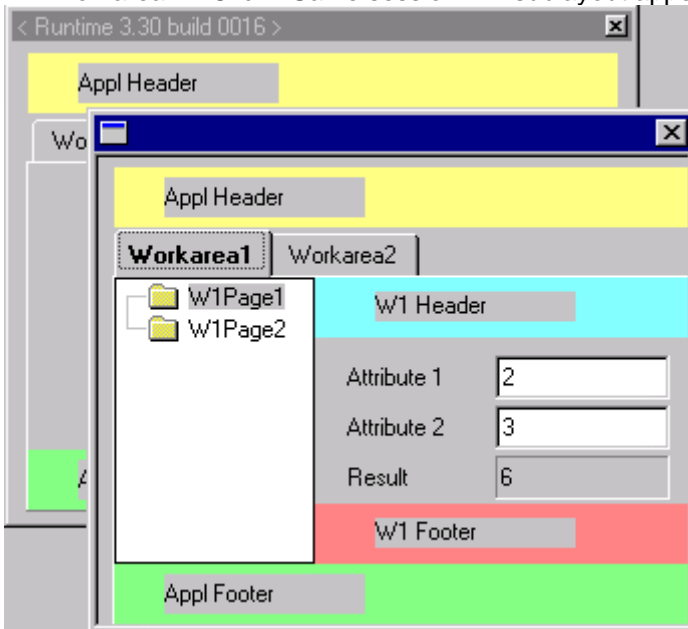 < Runtime 3.30 build 0016 >
Appl Header
Wo
Appl Header
Workarea1 Workarea2
W1Page1
W1Page2
W1 Header
Attribute 1 2
Attribute 2 3
Result 6
W1 Footer
Appl Footer